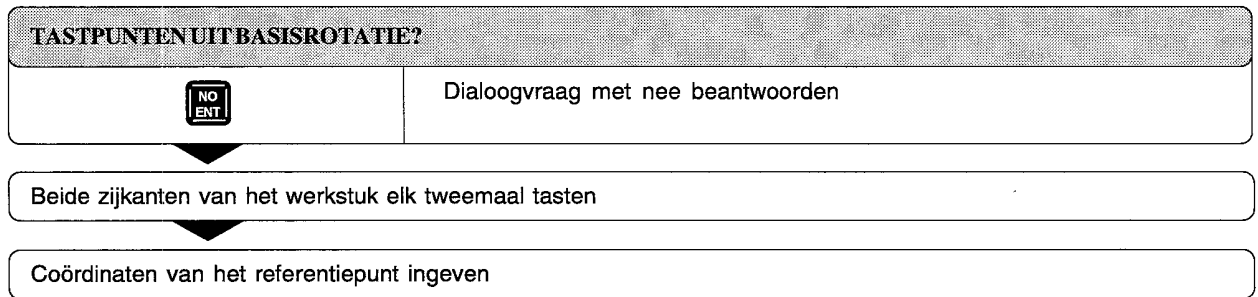 TASTPUNTEN UIT BASISROTATIE?
NO
ENT
Dialoogvraag met nee beantwoorden
Beide zijkanten van het werkstuk elk tweemaal tasten
Coördinaten van het referentiepunt ingeven